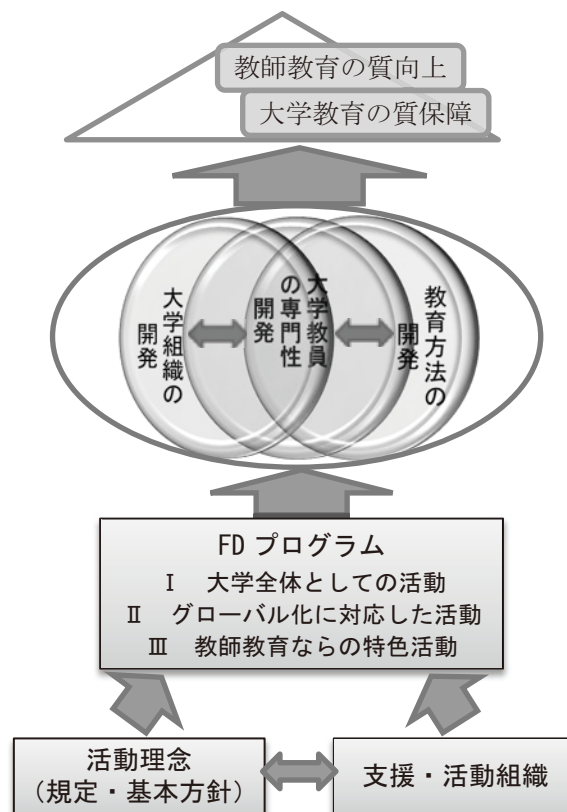 教師教育の質向上
大学教育の質保障
大学組織の
開発
大学教員
の専門性
開発
教育方法の
開発
FD プログラム
Ⅰ 大学全体としての活動
Ⅱ グローバル化に対応した活動
Ⅲ 教師教育ならの特色活動
活動理念
（規定・基本方針）
支援・活動組織